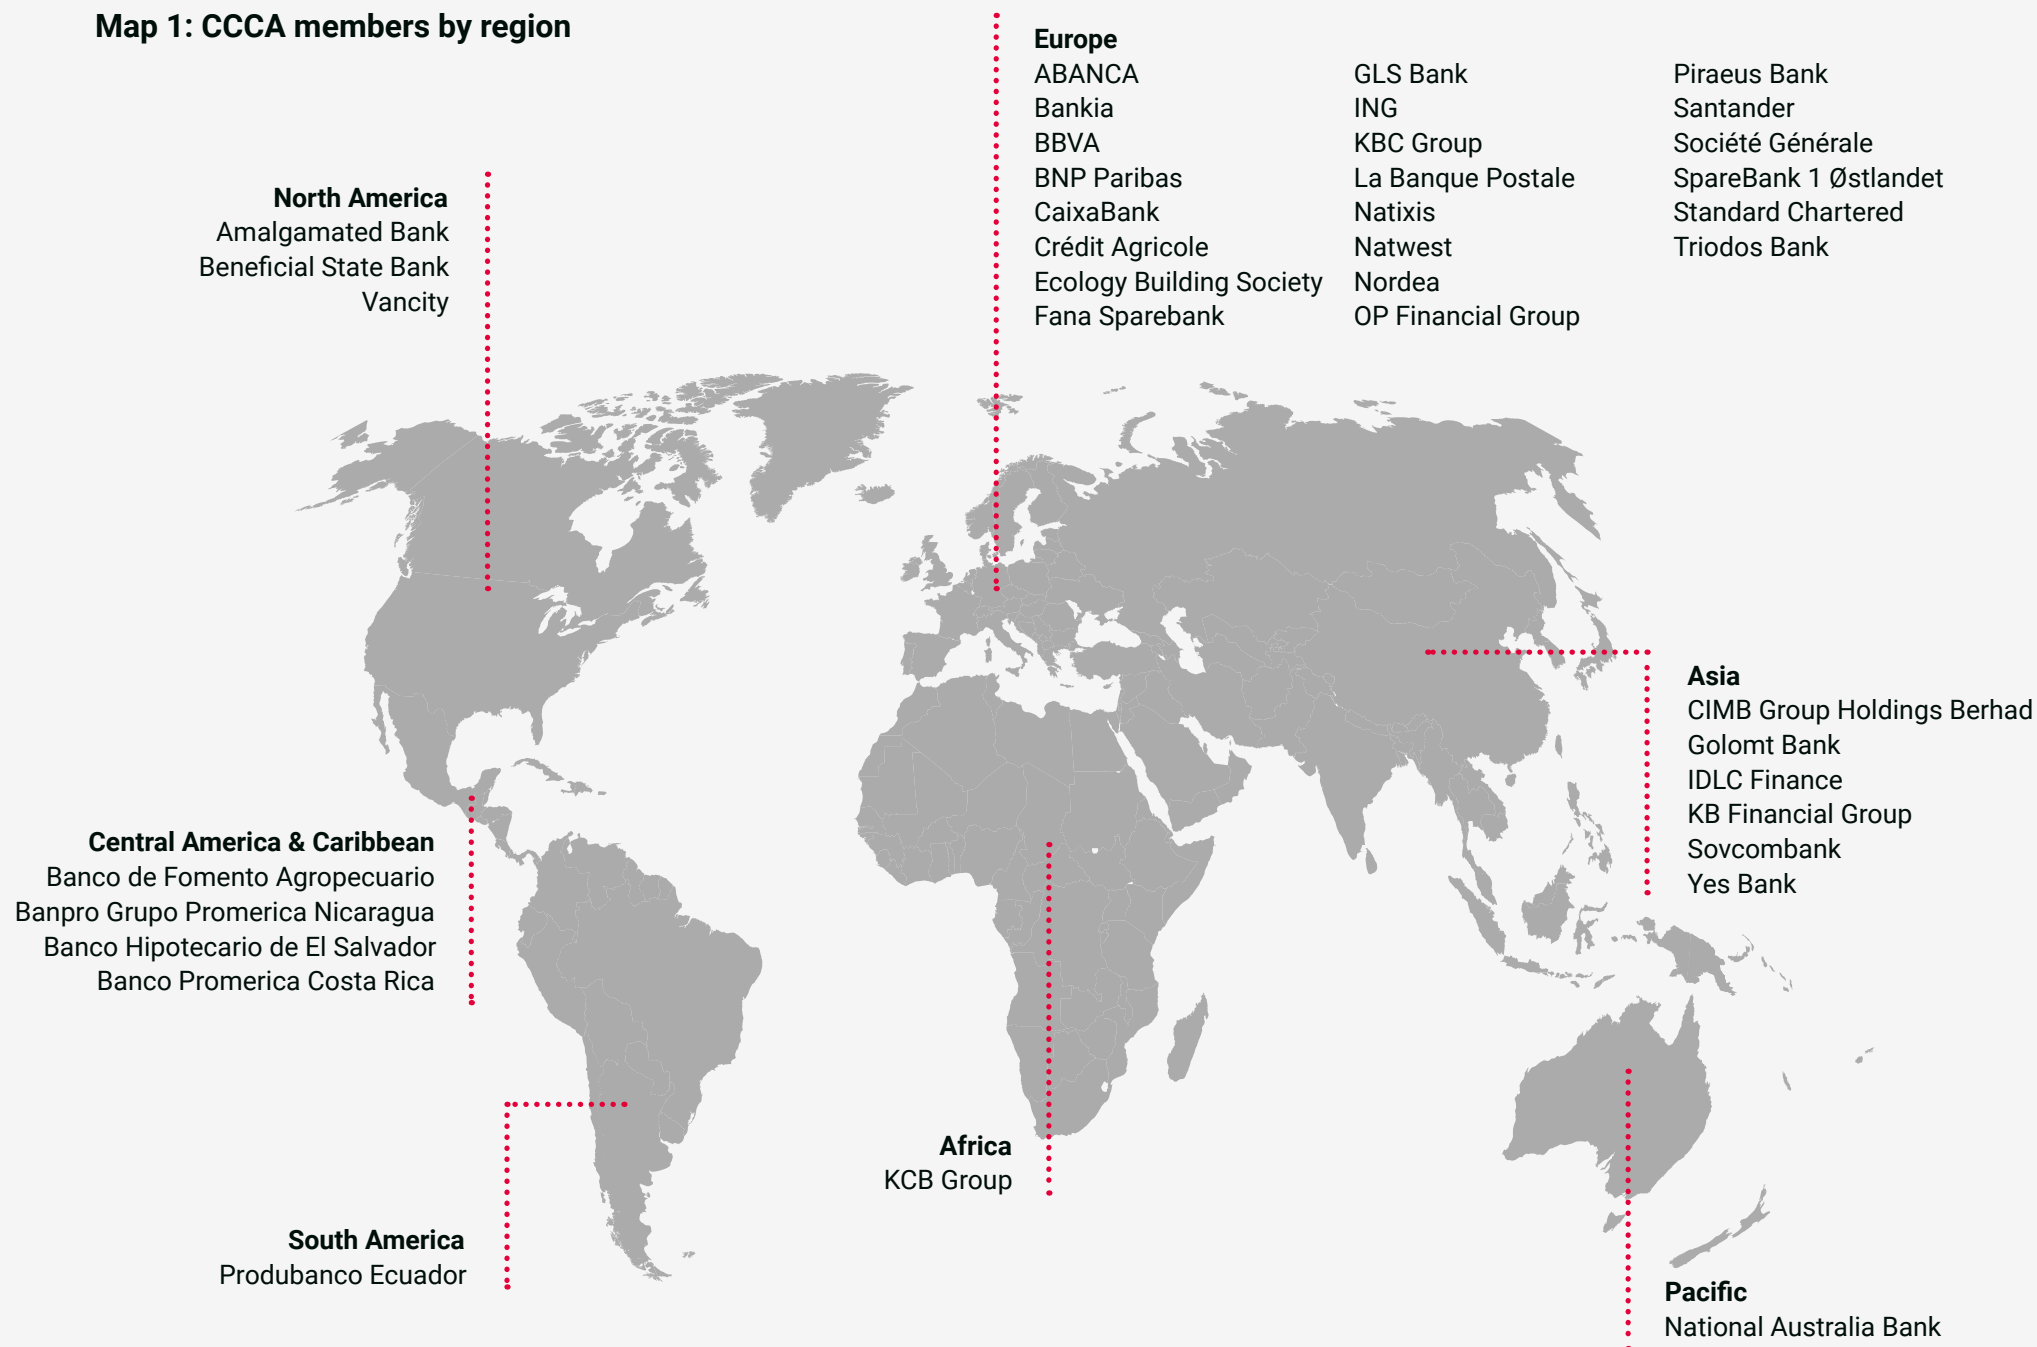 Map 1: CCCA members by region
Europe
ABANCA
Bankia
BBVA
BNP Paribas
CaixaBank
Crédit Agricole
Ecology Building Society
Fana Sparebank
GLS Bank
ING
KBC Group
La Banque Postale
Natixis
Natwest
Nordea
OP Financial Group
Piraeus Bank
Santander
Société Générale
SpareBank 1 Østlandet
Standard Chartered
Triodos Bank
North America
Amalgamated Bank
Beneficial State Bank
Vancity
Asia
CIMB Group Holdings Berhad
Golomt Bank
IDLC Finance
KB Financial Group
Sovcombank
Yes Bank
Central America & Caribbean
Banco de Fomento Agropecuario
Banpro Grupo Promerica Nicaragua
Banco Hipotecario de El Salvador
Banco Promerica Costa Rica
Africa
KCB Group
South America
Produbanco Ecuador
Pacific
National Australia Bank